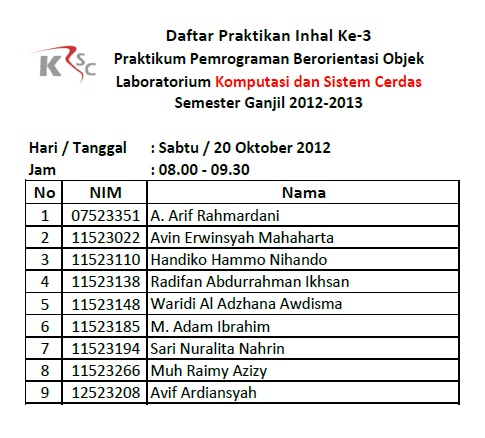 Daftar Praktikan Inhal Ke-3
Praktikum Pemrograman Berorientasi Objek
Laboratorium Komputasi dan Sistem Cerdas
Semester Ganjil 2012-2013
KSC
Hari / Tanggal : Sabtu / 20 Oktober 2012
Jam : 08.00 - 09.30
No NIM Nama
1 07523351 A. Arif Rahmardani
2 11523022 Avin Erwinsyah Mahaharta
3 11523110 Handiko Hammo Nihando
4 11523138 Radifan Abdurrahman Ikhsan
5 11523148 Waridi Al Adzhana Awdisma
6 11523185 M. Adam Ibrahim
7 11523194 Sari Nuralita Nahrin
8 11523266 Muh Raimy Azizy
9 12523208 Avif Ardiansyah